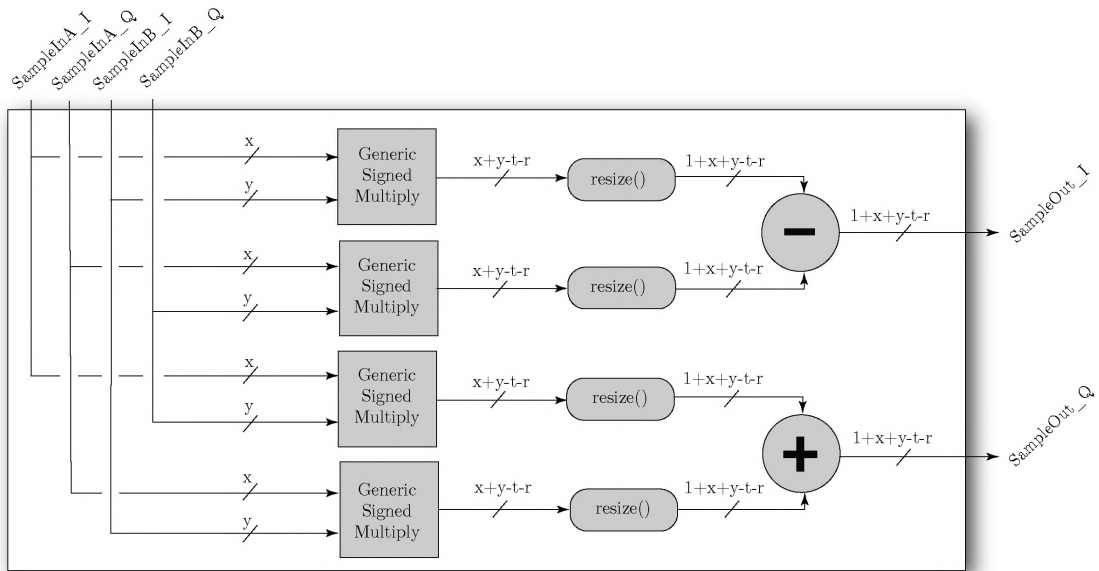 SampleInA_I
SampleInA_Q
SampleInB_I
SampleInB_Q
x
y
Generic
Signed
Multiply
x+y-t-r
resize()
1+x+y-t-r
1+x+y-t-r
SampleOut_I
x
y
Generic
Signed
Multiply
x+y-t-r
resize()
1+x+y-t-r
x
y
Generic
Signed
Multiply
x+y-t-r
resize()
1+x+y-t-r
1+x+y-t-r
SampleOut_Q
x
y
Generic
Signed
Multiply
x+y-t-r
resize()
1+x+y-t-r